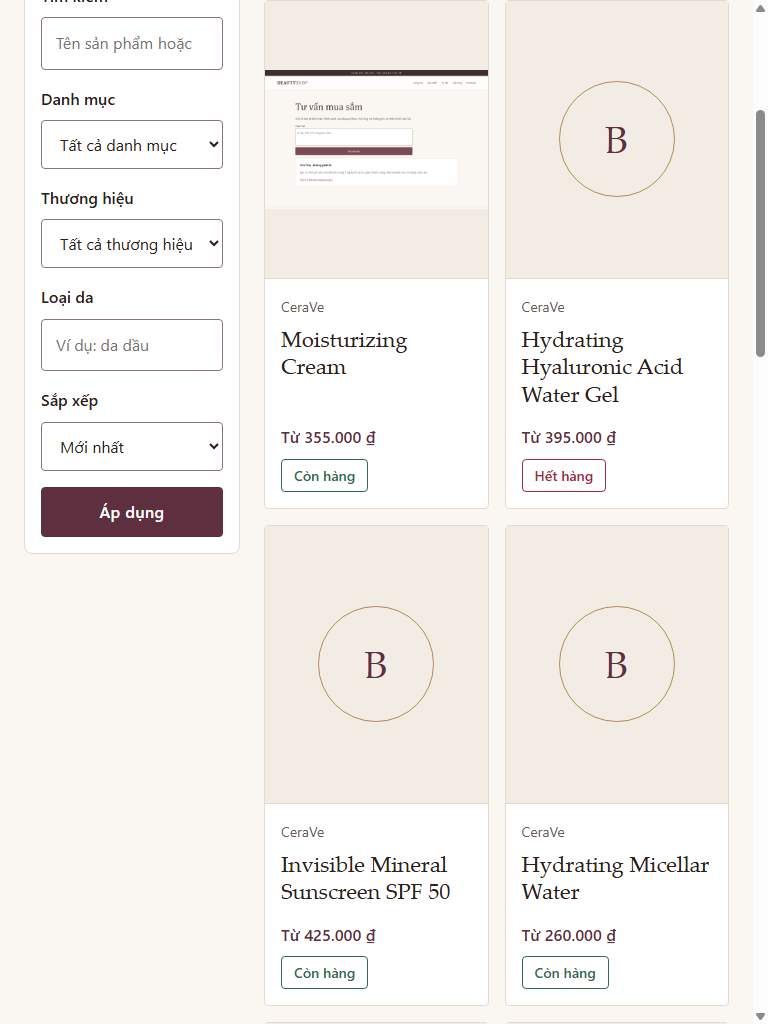 Tìm kiếm
Tên sản phẩm hoặc
Danh mục
Tất cả danh mục
Thương hiệu
Tất cả thương hiệu
Loại da
Ví dụ: da dầu
Sắp xếp
Mới nhất
Áp dụng
BEAUTYSHOP
Tư vấn mua sắm
CeraVe
Moisturizing
Cream
Từ 355.000 ₫
Còn hàng
B
CeraVe
Hydrating
Hyaluronic Acid
Water Gel
Từ 395.000 ₫
Hết hàng
B
CeraVe
Invisible Mineral
Sunscreen SPF 50
Từ 425.000 ₫
Còn hàng
B
CeraVe
Hydrating Micellar
Water
Từ 260.000 ₫
Còn hàng